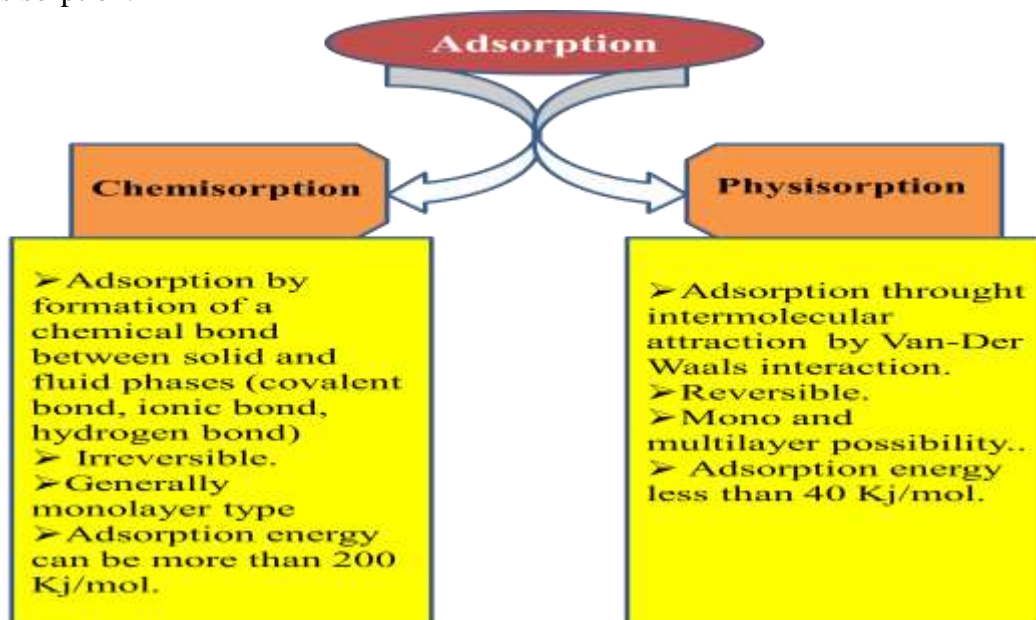 Adsorption
Chemisorption
➢Adsorption by
formation of a
chemical bond
between solid and
fluid phases (covalent
bond, ionic bond,
hydrogen bond)
➢ Irreversible.
➢Generally
monolayer type
➢Adsorption energy
can be more than 200
Kj/mol.
Physisorption
➢Adsorption throught
intermolecular
attraction by Van-Der
Waals interaction.
➢Reversible.
➢Mono and
multilayer possibility..
➢ Adsorption energy
less than 40 Kj/mol.